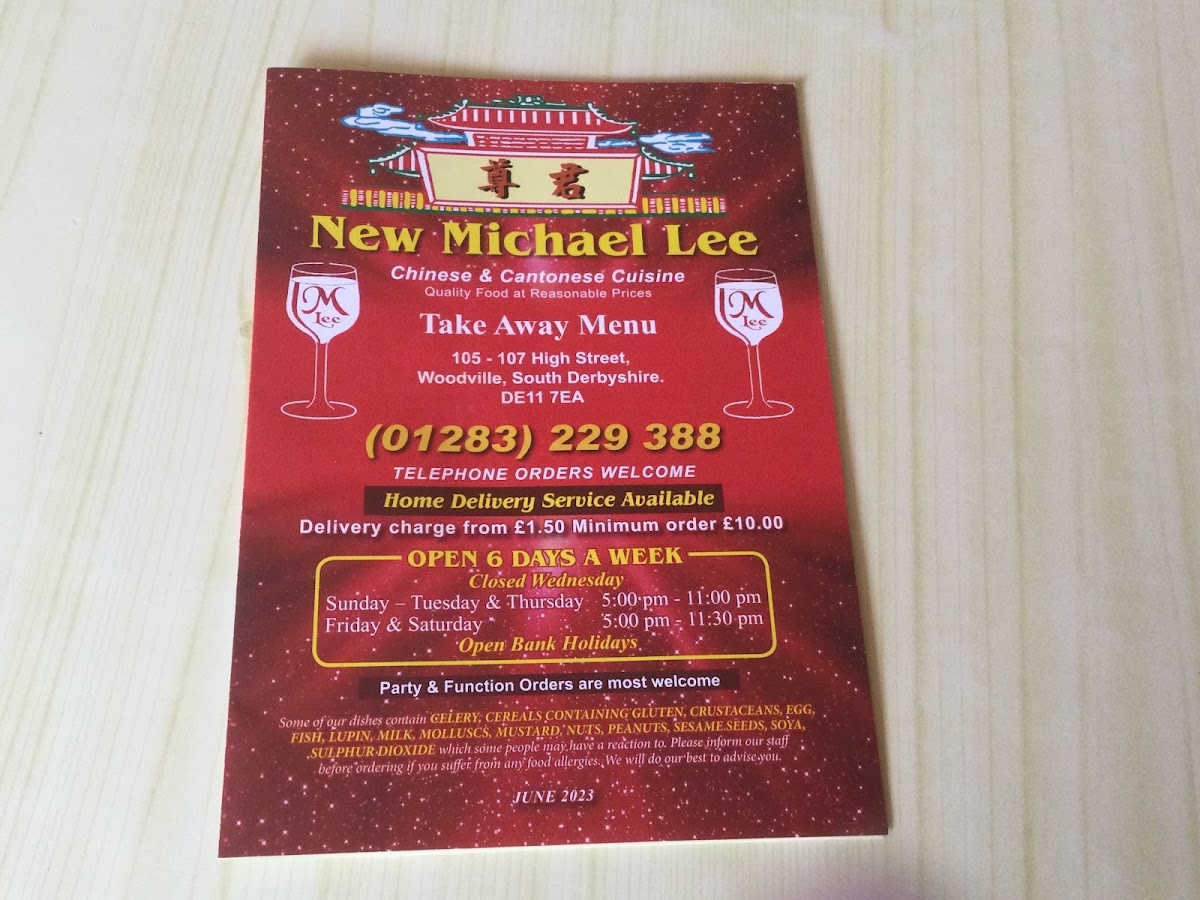 尊君
New Michael Lee
Chinese & Cantonese Cuisine
Quality Food at Reasonable Prices
M
Lee
M
Lee
Take Away Menu
105 - 107 High Street,
Woodville, South Derbyshire.
DE11 7EA
(01283) 229 388
TELEPHONE ORDERS WELCOME
Home Delivery Service Available
Delivery charge from £1.50 Minimum order £10.00
OPEN 6 DAYS A WEEK
Closed Wednesday
Sunday – Tuesday & Thursday 5:00 pm - 11:00 pm
Friday & Saturday 5:00 pm - 11:30 pm
Open Bank Holidays
Party & Function Orders are most welcome
Some of our dishes contain CELERY, CEREALS CONTAINING GLUTEN, CRUSTACEANS, EGG,
FISH, LUPIN, MILK, MOLLUSCS, MUSTARD, NUTS, PEANUTS, SESAME SEEDS, SOYA,
SULPHUR DIOXIDE which some people may have a reaction to. Please inform our staff
before ordering if you suffer from any food allergies. We will do our best to advise you.
JUNE 2023